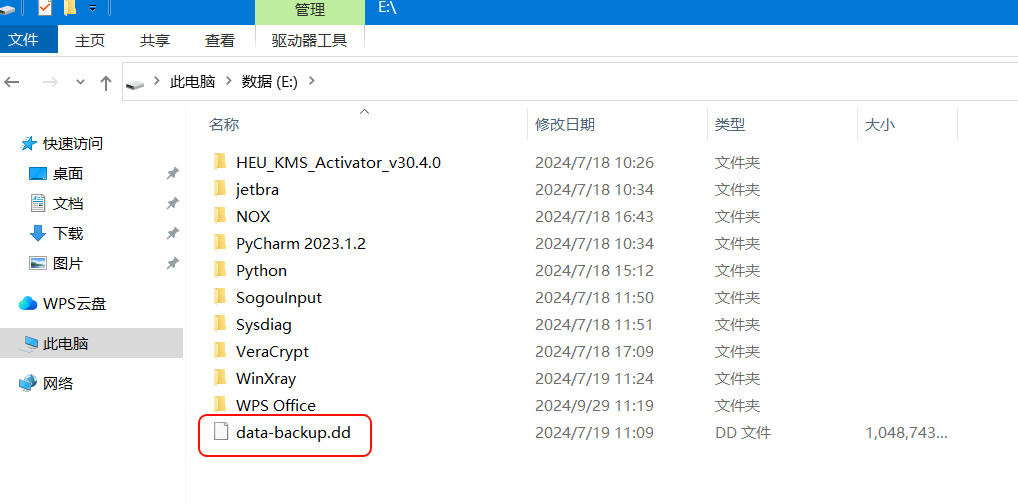 管理
E:\
文件 主页 共享 查看 驱动器工具
此电脑 数据 (E:)
名称 修改日期 类型 大小
快速访问
桌面
文档
下载
图片
WPS云盘
此电脑
网络
HEU_KMS_Activator_v30.4.0 2024/7/18 10:26 文件夹
jetbra 2024/7/18 10:34 文件夹
NOX 2024/7/18 16:43 文件夹
PyCharm 2023.1.2 2024/7/18 10:34 文件夹
Python 2024/7/18 15:12 文件夹
SogouInput 2024/7/18 11:50 文件夹
Sysdiag 2024/7/18 11:51 文件夹
VeraCrypt 2024/7/18 17:09 文件夹
WinXray 2024/7/19 11:24 文件夹
WPS Office 2024/9/29 11:19 文件夹
data-backup.dd 2024/7/19 11:09 DD 文件 1,048,743...